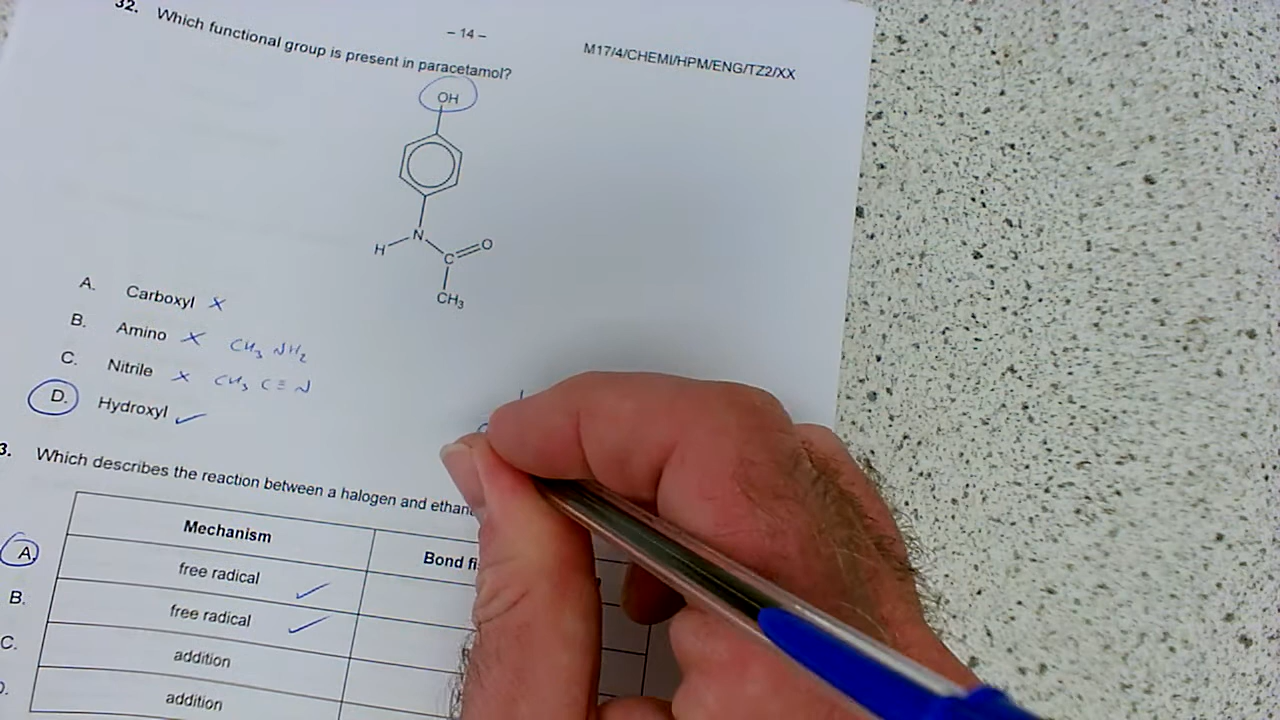 – 14 –
M17/4/CHEMI/HPM/ENG/TZ2/XX
32. Which functional group is present in paracetamol?
OH
H N C O
CH3
A. Carboxyl ×
B. Amino × CH3 NH2
C. Nitrile × CH3 C≡N
D. Hydroxyl ✓
3. Which describes the reaction between a halogen and
Mechanism
Bond
A free radical ✓
B. free radical ✓
C. addition
addition